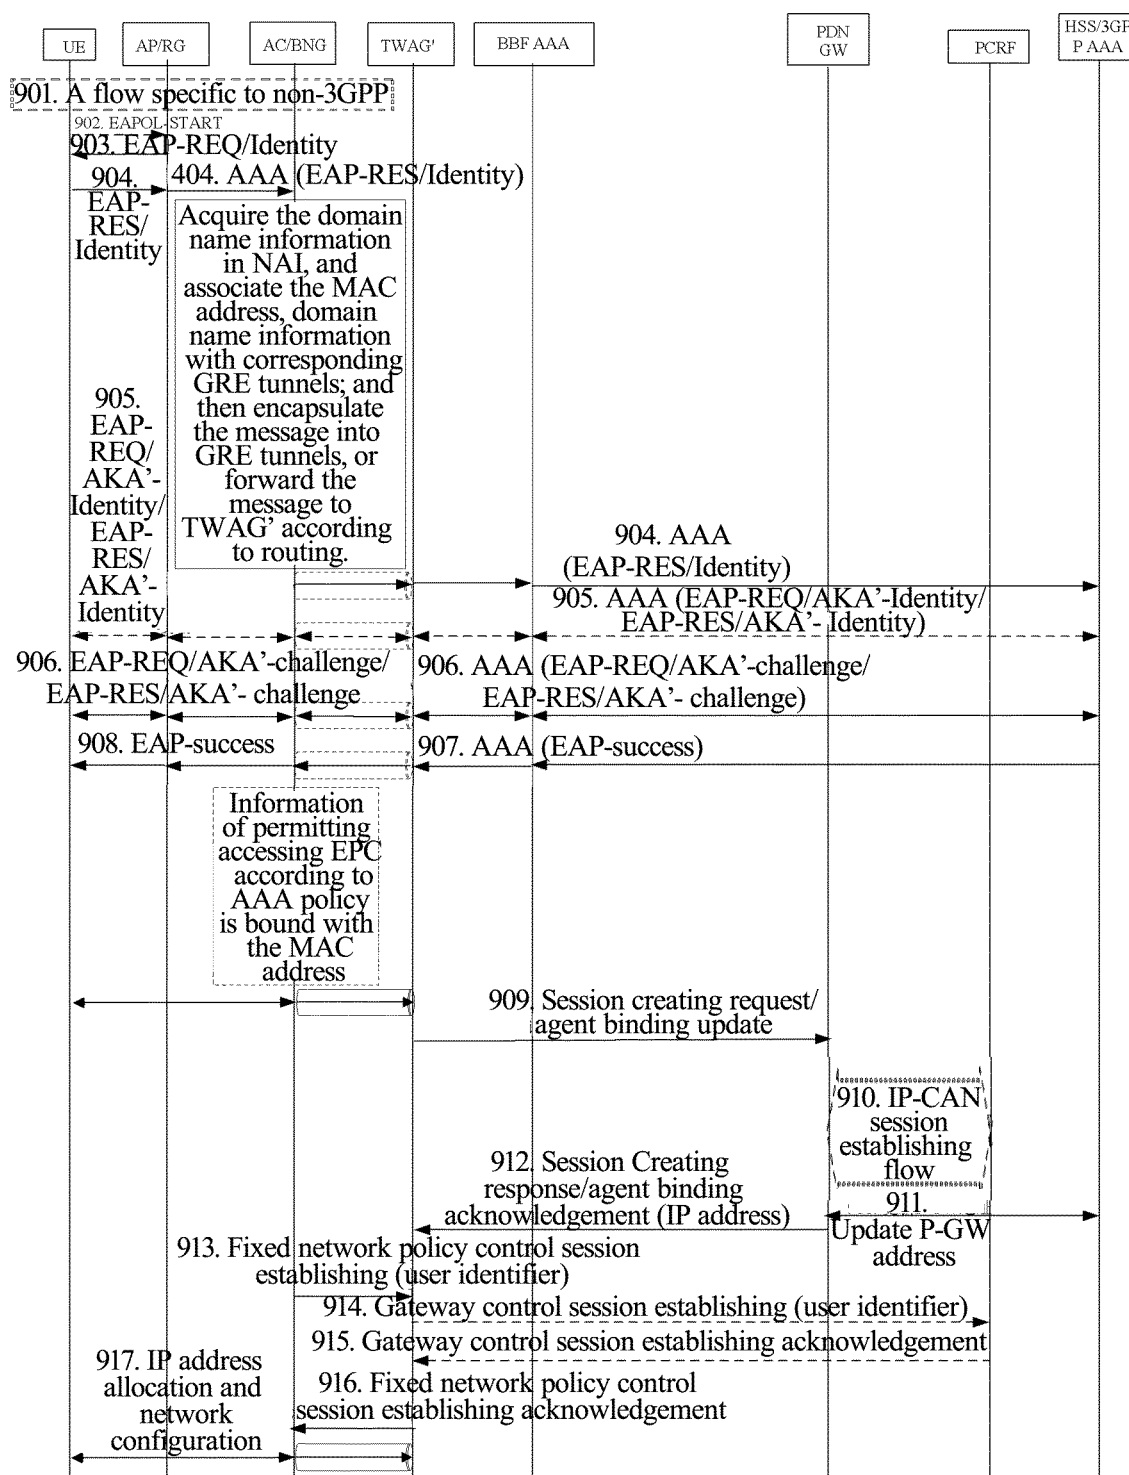 UE
AP/RG
AC/BNG
TWAG'
BBF AAA
PDN
GW
PCRF
HSS/3GP
P AAA
901. A flow specific to non-3GPP
902. EAPOL-START
903. EAP-REQ/Identity
904.
EAP-
RES/
Identity
404. AAA (EAP-RES/Identity)
Acquire the domain
name information
in NAI, and
associate the MAC
address, domain
name information
with corresponding
GRE tunnels; and
then encapsulate
the message into
GRE tunnels, or
forward the
message to
TWAG' according
to routing.
905.
EAP-
REQ/
AKA'-
Identity/
EAP-
RES/
AKA'-
Identity
904. AAA
(EAP-RES/Identity)
905. AAA (EAP-REQ/AKA'-Identity/
EAP-RES/AKA'- Identity)
906. EAP-REQ/AKA'-challenge/
EAP-RES/AKA'- challenge
906. AAA (EAP-REQ/AKA'-challenge/
EAP-RES/AKA'- challenge)
908. EAP-success
907. AAA (EAP-success)
Information
of permitting
accessing EPC
according to
AAA policy
is bound with
the MAC
address
909. Session creating request/
agent binding update
910. IP-CAN
session
establishing
flow
911.
Update P-GW
address
912. Session Creating
response/agent binding
acknowledgement (IP address)
913. Fixed network policy control session
establishing (user identifier)
914. Gateway control session establishing (user identifier)
915. Gateway control session establishing acknowledgement
916. Fixed network policy control
session establishing acknowledgement
917. IP address
allocation and
network
configuration